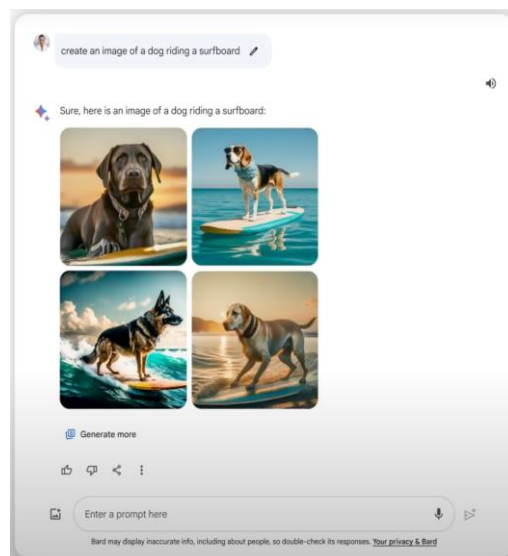 create an image of a dog riding a surfboard
Sure, here is an image of a dog riding a surfboard:
Generate more
Enter a prompt here
Bard may display inaccurate info, including about people, so double-check its responses. Your privacy & Bard